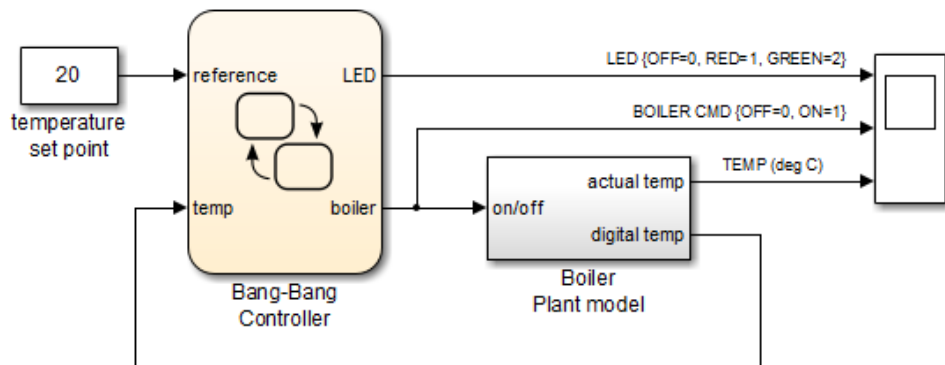 LED {OFF=0, RED=1, GREEN=2}
20
reference
LED
temperature
set point
BOILER CMD {OFF=0, ON=1}
TEMP (deg C)
actual temp
temp
boiler
on/off
digital temp
Bang-Bang
Controller
Boiler
Plant model